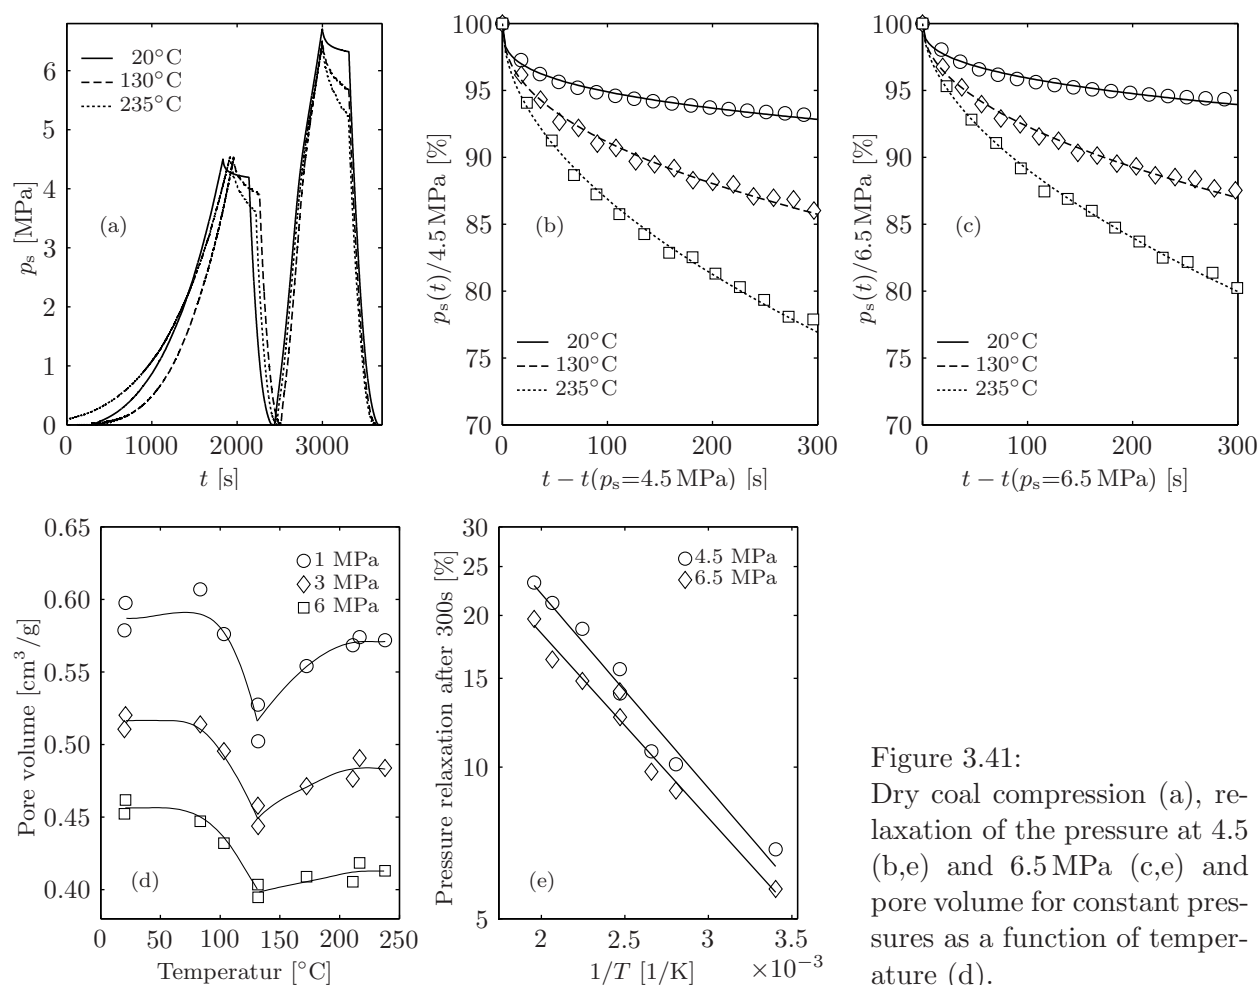 6
4
2
0
p_s [MPa]
20°C
130°C
235°C
(a)
0 1000 2000 3000
t [s]
100
95
90
85
80
75
70
p_s(t)/4.5 MPa [%]
(b)
20°C
130°C
235°C
0 100 200 300
t − t(p_s=4.5 MPa) [s]
100
95
90
85
80
75
70
p_s(t)/6.5 MPa [%]
(c)
20°C
130°C
235°C
0 100 200 300
t − t(p_s=6.5 MPa) [s]
0.65
0.60
0.55
0.50
0.45
0.40
Pore volume [cm³/g]
1 MPa
3 MPa
6 MPa
(d)
0 50 100 150 200 250
Temperatur [°C]
30
25
20
15
10
5
Pressure relaxation after 300s [%]
4.5 MPa
6.5 MPa
(e)
2 2.5 3 3.5
1/T [1/K] ×10⁻³
Figure 3.41:
Dry coal compression (a), re-
laxation of the pressure at 4.5
(b,e) and 6.5 MPa (c,e) and
pore volume for constant pres-
sures as a function of temper-
ature (d).